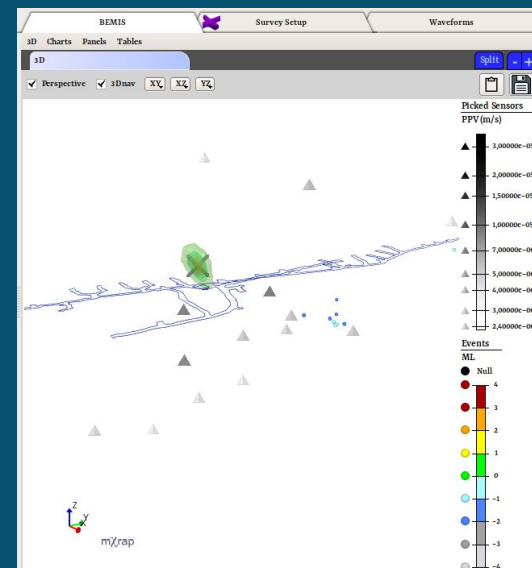 BEMIS Survey Setup Waveforms
3D Charts Panels Tables
3D Split - +
Perspective 3Dnav XY XZ YZ
Picked Sensors
PPV(m/s)
3,00000e-05
2,00000e-05
1,50000e-05
1,00000e-05
7,00000e-06
5,00000e-06
4,00000e-06
3,00000e-06
2,40000e-06
Events
ML
Null
4
3
2
1
0
-1
-2
-3
-4
Z
Y
mXrap